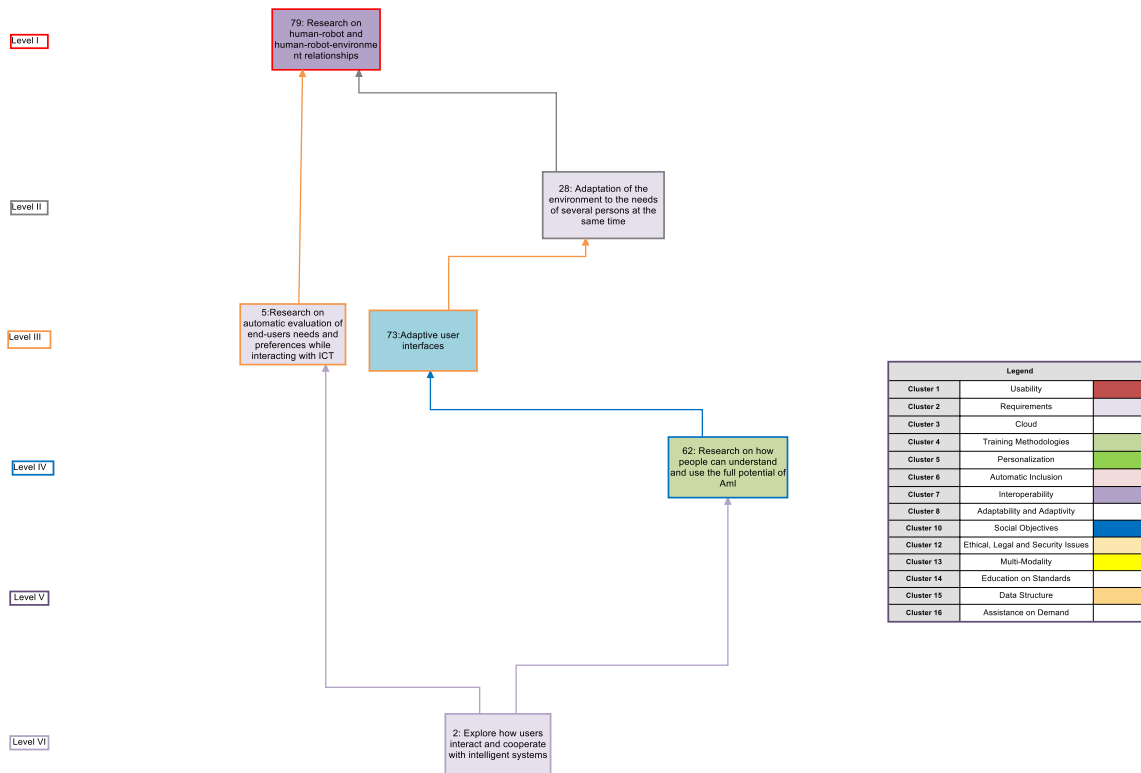 Level I
79: Research on
human-robot and
human-robot-environme
nt relationships
Level II
28: Adaptation of the
environment to the needs
of several persons at the
same time
Level III
5:Research on
automatic evaluation of
end-users needs and
preferences while
interacting with ICT
73:Adaptive user
interfaces
Level IV
62: Research on how
people can understand
and use the full potential of
AmI
Level V
Level VI
2: Explore how users
interact and cooperate
with intelligent systems
Legend
Cluster 1 Usability
Cluster 2 Requirements
Cluster 3 Cloud
Cluster 4 Training Methodologies
Cluster 5 Personalization
Cluster 6 Automatic Inclusion
Cluster 7 Interoperability
Cluster 8 Adaptability and Adaptivity
Cluster 10 Social Objectives
Cluster 12 Ethical, Legal and Security Issues
Cluster 13 Multi-Modality
Cluster 14 Education on Standards
Cluster 15 Data Structure
Cluster 16 Assistance on Demand